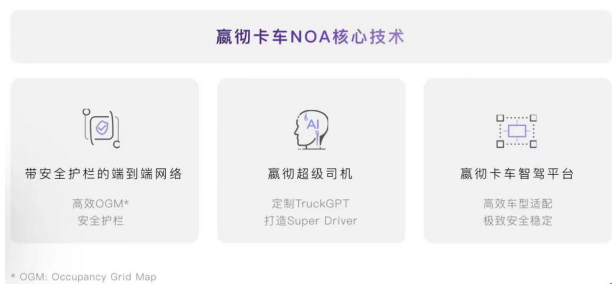 嬴彻卡车NOA核心技术
AI
带安全护栏的端到端网络
高效OGM*
安全护栏
嬴彻超级司机
定制TruckGPT
打造Super Driver
嬴彻卡车智驾平台
高效车型适配
极致安全稳定
* OGM: Occupancy Grid Map